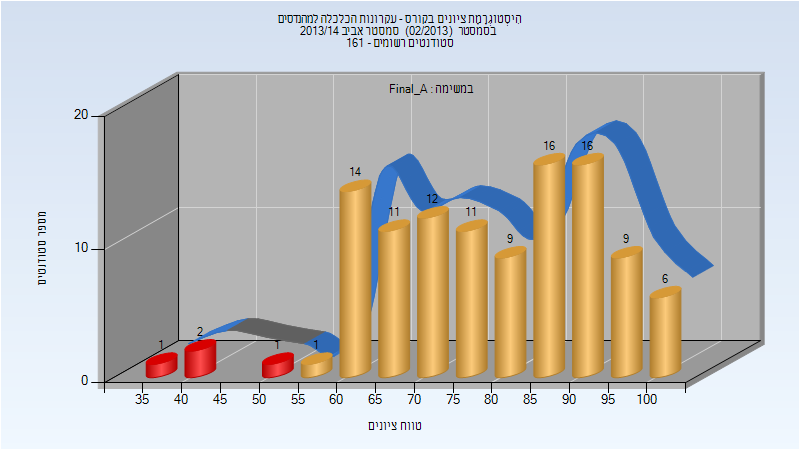 היסטוגרמת ציונים בקורס - עקרונות הכלכלה למהנדסים
בסמסטר (02/2013) סמסטר אביב 2013/14
סטודנטים רשומים - 161
במשימה : Final_A
מספר סטודנטים
20
10
0
1
2
1
1
14
11
12
11
9
16
16
9
6
35 40 45 50 55 60 65 70 75 80 85 90 95 100
טווח ציונים